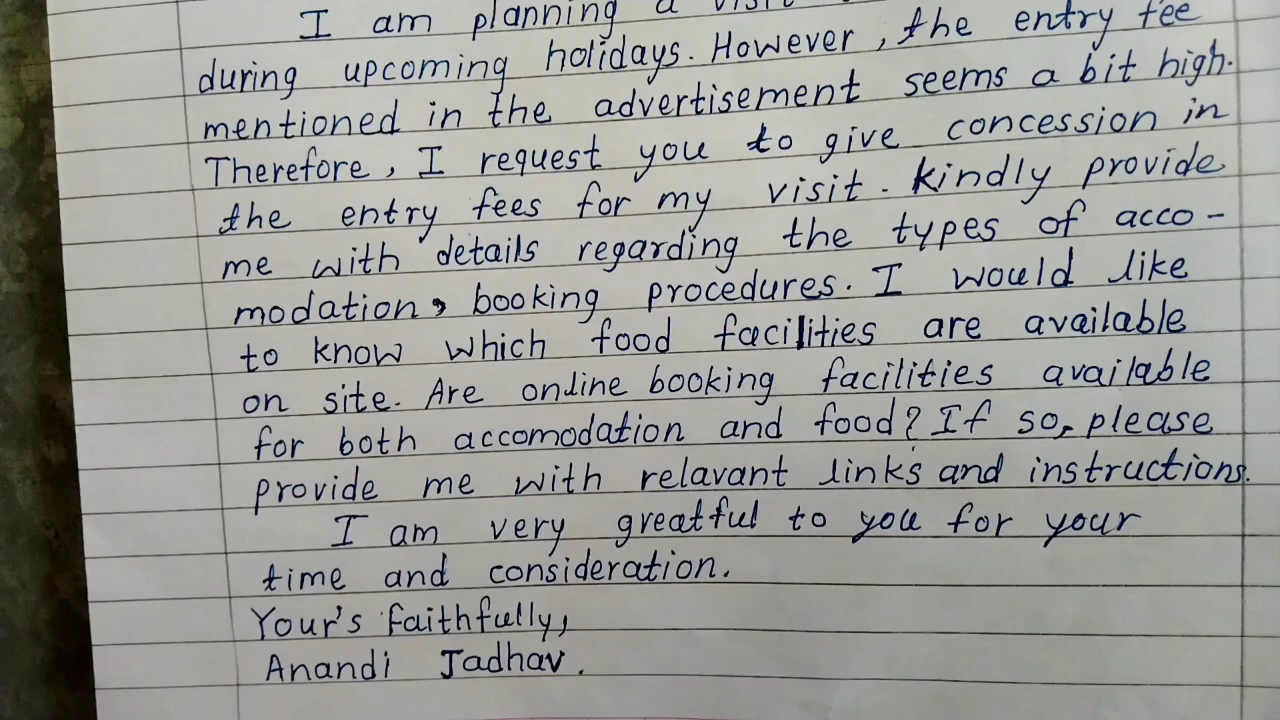 I am planning a visit
during upcoming holidays. However, the entry fee
mentioned in the advertisement seems a bit high.
Therefore, I request you to give concession in
the entry fees for my visit. kindly provide
me with details regarding the types of acco-
modation, booking procedures. I would like
to know which food facilities are available
on site. Are online booking facilities available
for both accomodation and food? If so, please
provide me with relavant links and instructions.
I am very greatful to you for your
time and consideration.
Your's faithfully,
Anandi Jadhav.